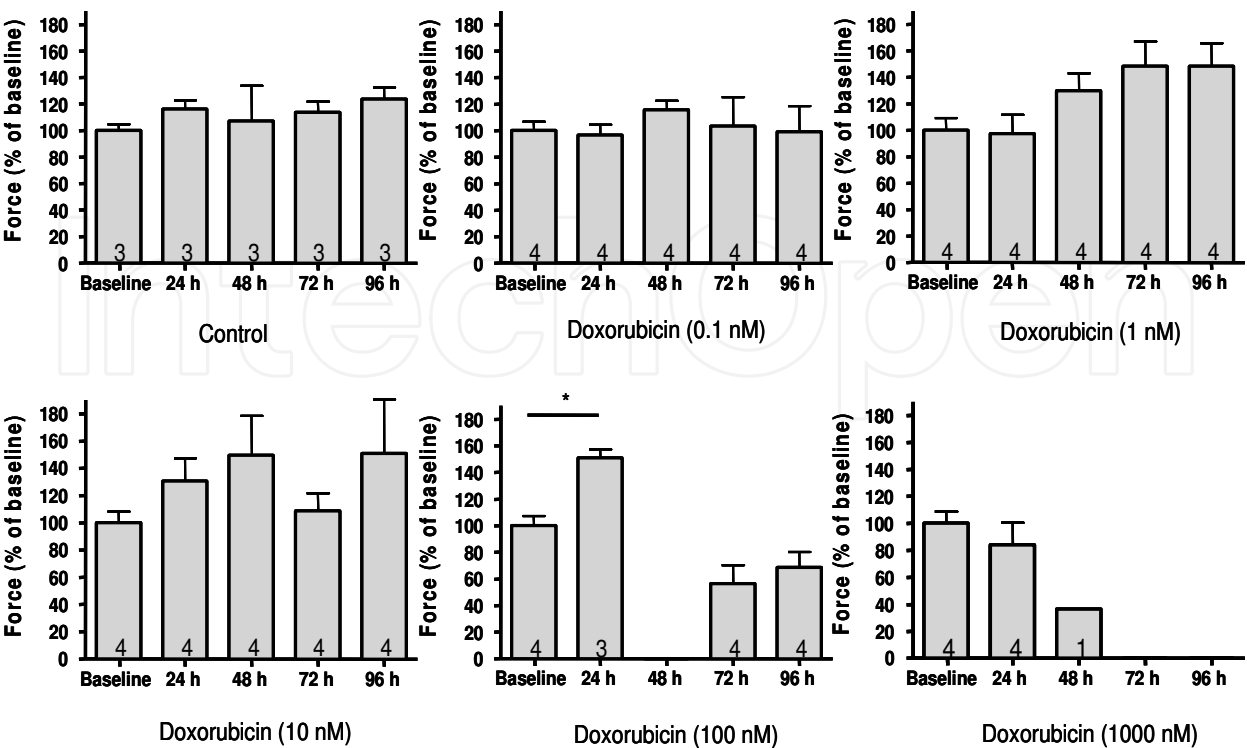 Force (% of baseline)
180
160
140
120
100
80
60
40
20
0
3 3 3 3 3
Baseline 24 h 48 h 72 h 96 h
Control
Force (% of baseline)
180
160
140
120
100
80
60
40
20
0
4 4 4 4 4
Baseline 24 h 48 h 72 h 96 h
Doxorubicin (0.1 nM)
Force (% of baseline)
180
160
140
120
100
80
60
40
20
0
4 4 4 4 4
Baseline 24 h 48 h 72 h 96 h
Doxorubicin (1 nM)
IntechOpen
Force (% of baseline)
180
160
140
120
100
80
60
40
20
0
4 4 4 4 4
Baseline 24 h 48 h 72 h 96 h
Doxorubicin (10 nM)
Force (% of baseline)
180
160
140
120
100
80
60
40
20
0
*
4 3 4 4
Baseline 24 h 48 h 72 h 96 h
Doxorubicin (100 nM)
Force (% of baseline)
180
160
140
120
100
80
60
40
20
0
4 4 1
Baseline 24 h 48 h 72 h 96 h
Doxorubicin (1000 nM)